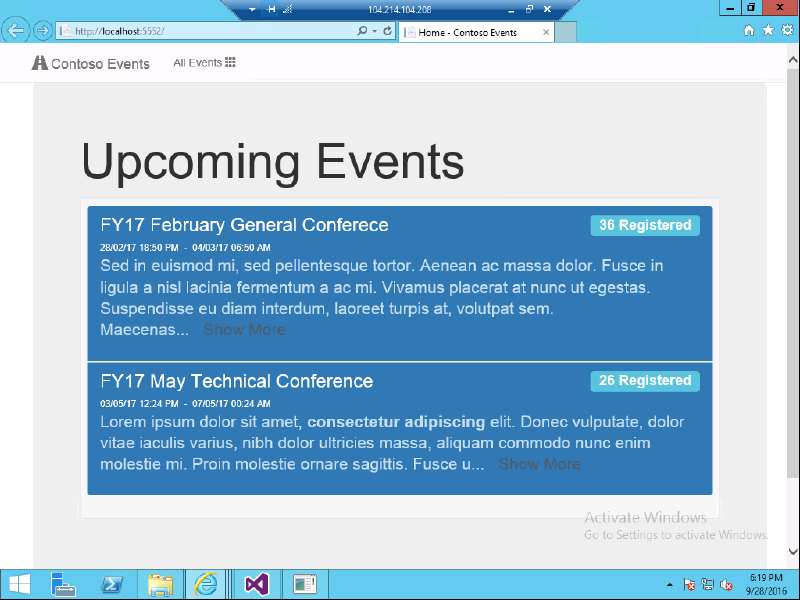 104.214.104.208
http://localhost:5552/
Home - Contoso Events
Contoso Events
All Events
Upcoming Events
FY17 February General Conferece
36 Registered
28/02/17 18:50 PM - 04/03/17 06:50 AM
Sed in euismod mi, sed pellentesque tortor. Aenean ac massa dolor. Fusce in
ligula a nisl lacinia fermentum a ac mi. Vivamus placerat at nunc ut egestas.
Suspendisse eu diam interdum, laoreet turpis at, volutpat sem.
Maecenas... Show More
FY17 May Technical Conference
26 Registered
03/05/17 12:24 PM - 07/05/17 00:24 AM
Lorem ipsum dolor sit amet, consectetur adipiscing elit. Donec vulputate, dolor
vitae iaculis varius, nibh dolor ultricies massa, aliquam commodo nunc enim
molestie mi. Proin molestie ornare sagittis. Fusce u... Show More
Activate Windows
Go to Settings to activate Windows.
6:19 PM
9/28/2016